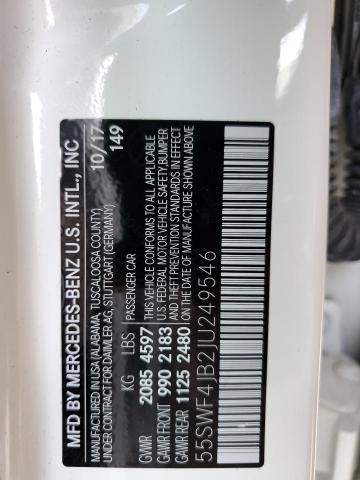 MFD BY MERCEDES-BENZ U.S. INTL., INC
MANUFACTURED IN USA (ALABAMA, TUSCALOOSA COUNTY)
UNDER CONTRACT FOR DAIMLER AG, STUTTGART (GERMANY)
10/17
149
KG LBS PASSENGER CAR
GVWR 2085 4597
GAWR FRONT 990 2183
GAWR REAR 1125 2480
THIS VEHICLE CONFORMS TO ALL APPLICABLE
U.S. FEDERAL MOTOR VEHICLE SAFETY, BUMPER
AND THEFT PREVENTION STANDARDS IN EFFECT
ON THE DATE OF MANUFACTURE SHOWN ABOVE
55SWF4JB2JU249546